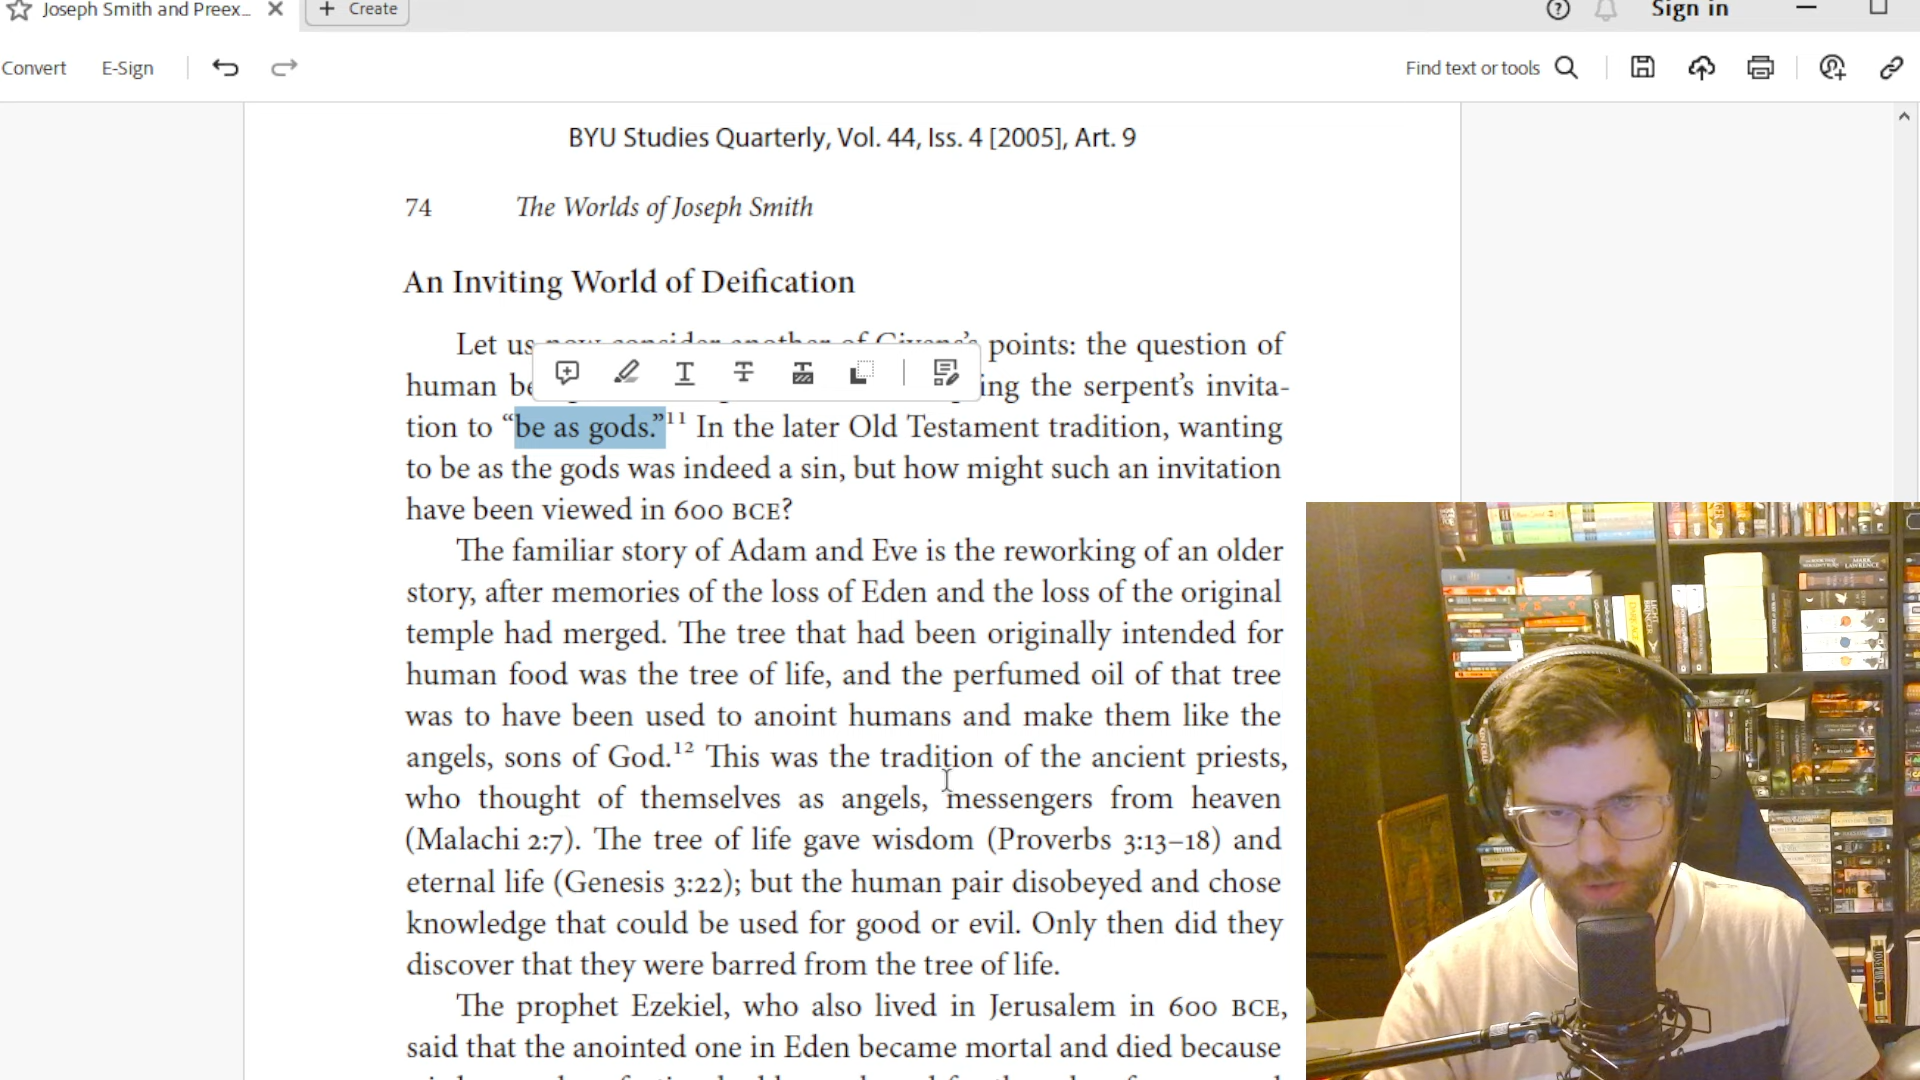 Joseph Smith and Preex...
Create
Sign in
Convert
E-Sign
Find text or tools
BYU Studies Quarterly, Vol. 44, Iss. 4 [2005], Art. 9
74 The Worlds of Joseph Smith
An Inviting World of Deification
Let us now consider another of Givens's points: the question of
human ing the serpent's invita-
tion to “be as gods.”11 In the later Old Testament tradition, wanting
to be as the gods was indeed a sin, but how might such an invitation
have been viewed in 600 BCE?
The familiar story of Adam and Eve is the reworking of an older
story, after memories of the loss of Eden and the loss of the original
temple had merged. The tree that had been originally intended for
human food was the tree of life, and the perfumed oil of that tree
was to have been used to anoint humans and make them like the
angels, sons of God.12 This was the tradition of the ancient priests,
who thought of themselves as angels, messengers from heaven
(Malachi 2:7). The tree of life gave wisdom (Proverbs 3:13–18) and
eternal life (Genesis 3:22); but the human pair disobeyed and chose
knowledge that could be used for good or evil. Only then did they
discover that they were barred from the tree of life.
The prophet Ezekiel, who also lived in Jerusalem in 600 BCE,
said that the anointed one in Eden became mortal and died because